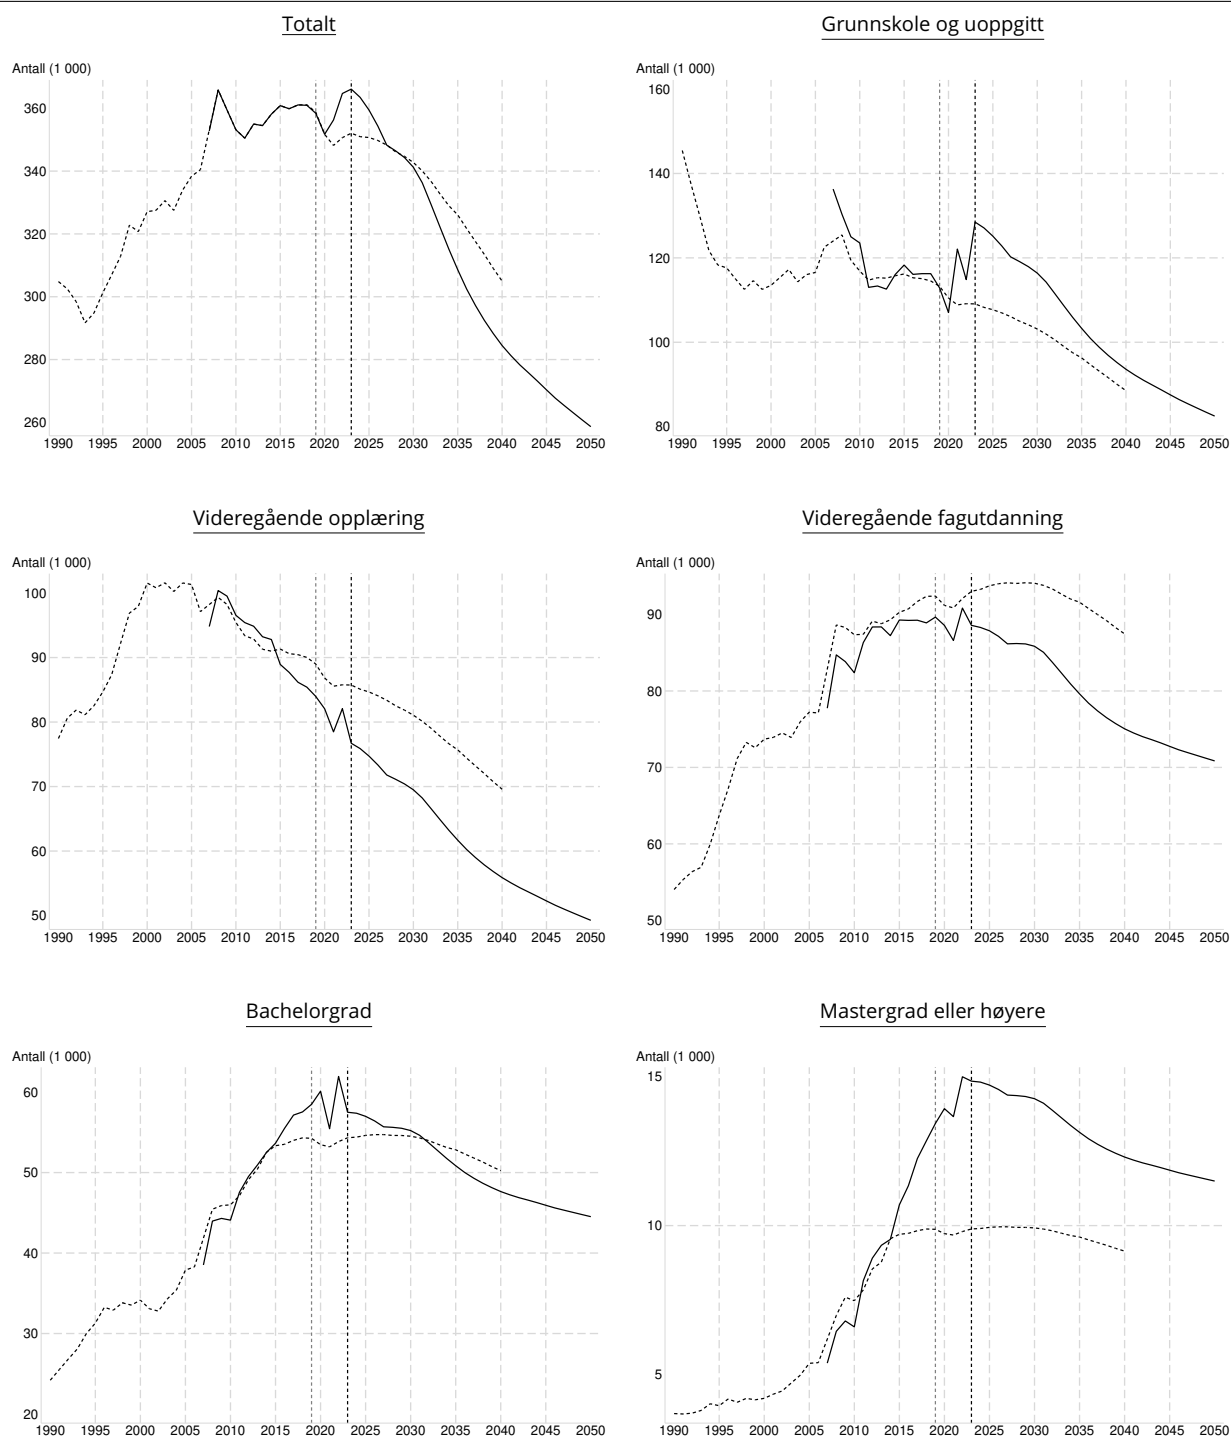 Totalt
Antall (1 000)
360
340
320
300
280
260
1990 1995 2000 2005 2010 2015 2020 2025 2030 2035 2040 2045 2050
Grunnskole og uoppgitt
Antall (1 000)
160
140
120
100
80
1990 1995 2000 2005 2010 2015 2020 2025 2030 2035 2040 2045 2050
Videregående opplæring
Antall (1 000)
100
90
80
70
60
50
1990 1995 2000 2005 2010 2015 2020 2025 2030 2035 2040 2045 2050
Videregående fagutdanning
Antall (1 000)
90
80
70
60
50
1990 1995 2000 2005 2010 2015 2020 2025 2030 2035 2040 2045 2050
Bachelorgrad
Antall (1 000)
60
50
40
30
20
1990 1995 2000 2005 2010 2015 2020 2025 2030 2035 2040 2045 2050
Mastergrad eller høyere
Antall (1 000)
15
10
5
1990 1995 2000 2005 2010 2015 2020 2025 2030 2035 2040 2045 2050